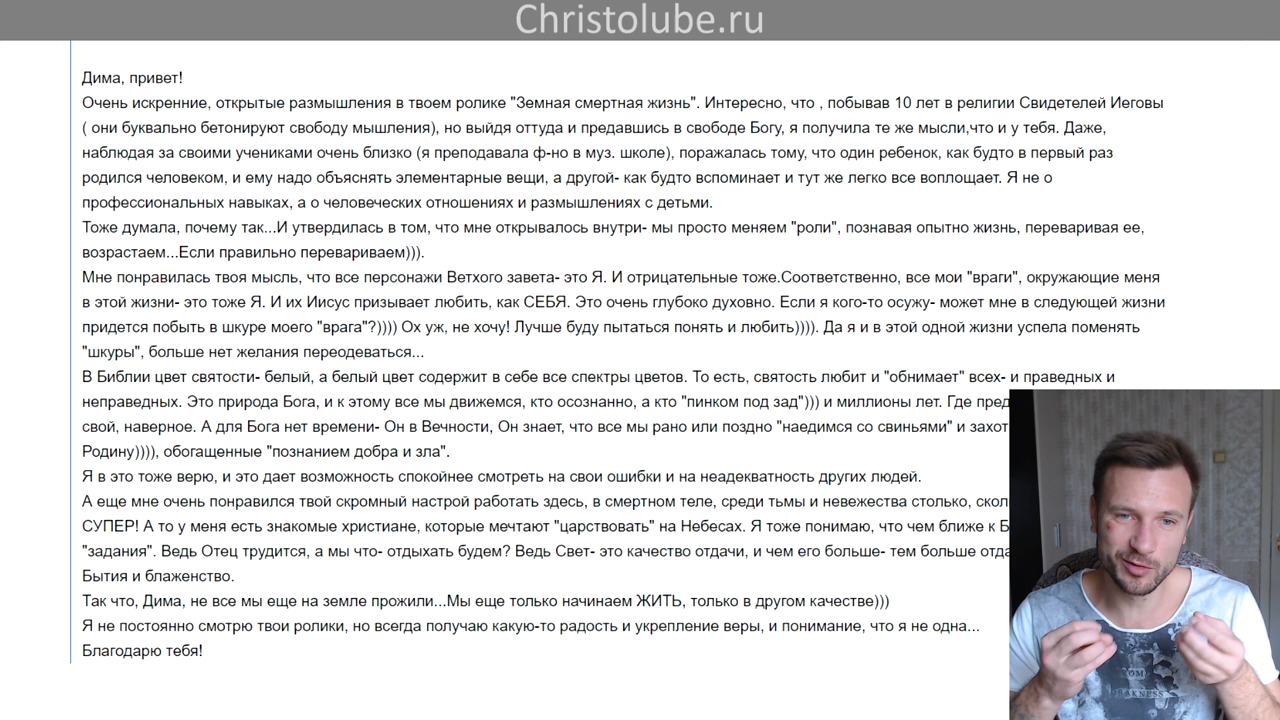 Christolube.ru
Дима, привет!
Очень искренние, открытые размышления в твоем ролике "Земная смертная жизнь". Интересно, что , побывав 10 лет в религии Свидетелей Иеговы
( они буквально бетонируют свободу мышления), но выйдя оттуда и предавшись в свободе Богу, я получила те же мысли,что и у тебя. Даже,
наблюдая за своими учениками очень близко (я преподавала ф-но в муз. школе), поражалась тому, что один ребенок, как будто в первый раз
родился человеком, и ему надо объяснять элементарные вещи, а другой- как будто вспоминает и тут же легко все воплощает. Я не о
профессиональных навыках, а о человеческих отношениях и размышлениях с детьми.
Тоже думала, почему так...И утвердилась в том, что мне открывалось внутри- мы просто меняем "роли", познавая опытно жизнь, переваривая ее,
возрастаем...Если правильно перевариваем))).
Мне понравилась твоя мысль, что все персонажи Ветхого завета- это Я. И отрицательные тоже.Соответственно, все мои "враги", окружающие меня
в этой жизни- это тоже Я. И их Иисус призывает любить, как СЕБЯ. Это очень глубоко духовно. Если я кого-то осужу- может мне в следующей жизни
придется побыть в шкуре моего "врага"?)))) Ох уж, не хочу! Лучше буду пытаться понять и любить)))). Да я и в этой одной жизни успела поменять
"шкуры", больше нет желания переодеваться...
В Библии цвет святости- белый, а белый цвет содержит в себе все спектры цветов. То есть, святость любит и "обнимает" всех- и праведных и
неправедных. Это природа Бога, и к этому все мы движемся, кто осознанно, а кто "пинком под зад"))) и миллионы лет. Где пред
свой, наверное. А для Бога нет времени- Он в Вечности, Он знает, что все мы рано или поздно "наедимся со свиньями" и захот
Родину)))), обогащенные "познанием добра и зла".
Я в это тоже верю, и это дает возможность спокойнее смотреть на свои ошибки и на неадекватность других людей.
А еще мне очень понравился твой скромный настрой работать здесь, в смертном теле, среди тьмы и невежества столько, скол
СУПЕР! А то у меня есть знакомые христиане, которые мечтают "царствовать" на Небесах. Я тоже понимаю, что чем ближе к Б
"задания". Ведь Отец трудится, а мы что- отдыхать будем? Ведь Свет- это качество отдачи, и чем его больше- тем больше отда
Бытия и блаженство.
Так что, Дима, не все мы еще на земле прожили...Мы еще только начинаем ЖИТЬ, только в другом качестве)))
Я не постоянно смотрю твои ролики, но всегда получаю какую-то радость и укрепление веры, и понимание, что я не одна...
Благодарю тебя!